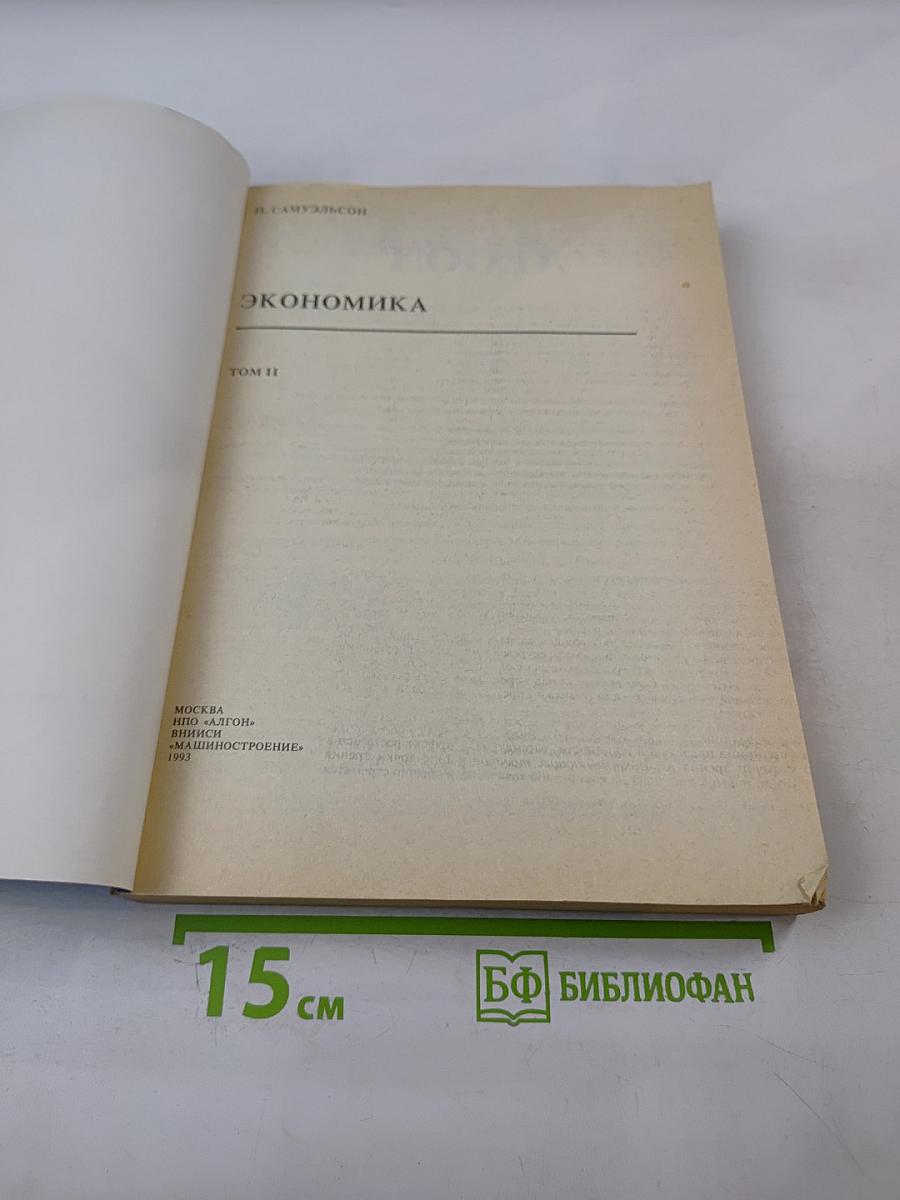 П. САМУЭЛЬСОН
ЭКОНОМИКА
ТОМ II
МОСКВА
НПО «АЛГОН»
ВНИИСИ
«МАШИНОСТРОЕНИЕ»
1993
15 см
БФ БИБЛИОФАН